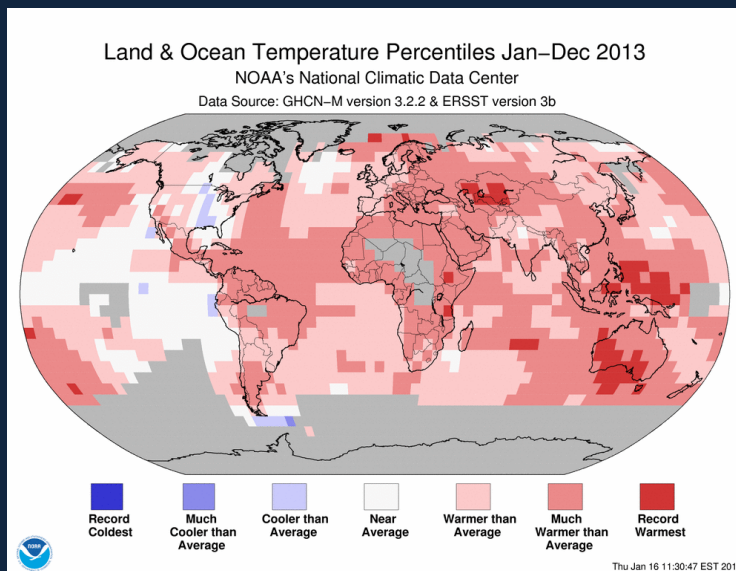 Land & Ocean Temperature Percentiles Jan–Dec 2013
NOAA's National Climatic Data Center
Data Source: GHCN–M version 3.2.2 & ERSST version 3b
Record
Coldest
Much
Cooler than
Average
Cooler than
Average
Near
Average
Warmer than
Average
Much
Warmer than
Average
Record
Warmest
NOAA
Thu Jan 16 11:30:47 EST 201